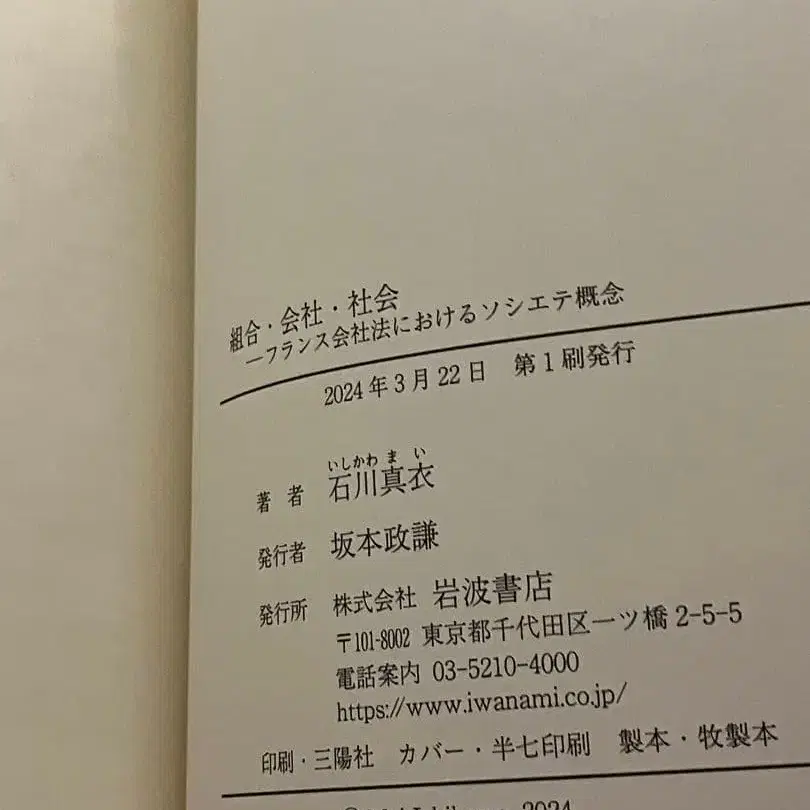 組合・会社・社会
—フランス会社法におけるソシエテ概念
2024年3月22日 第1刷発行
いしかわ ま い
著者 石川真衣
発行者 坂本政謙
発行所 株式会社 岩波書店
〒101-8002 東京都千代田区一ツ橋 2-5-5
電話案内 03-5210-4000
https://www.iwanami.co.jp/
印刷・三陽社 カバー・半七印刷 製本・牧製本
2024